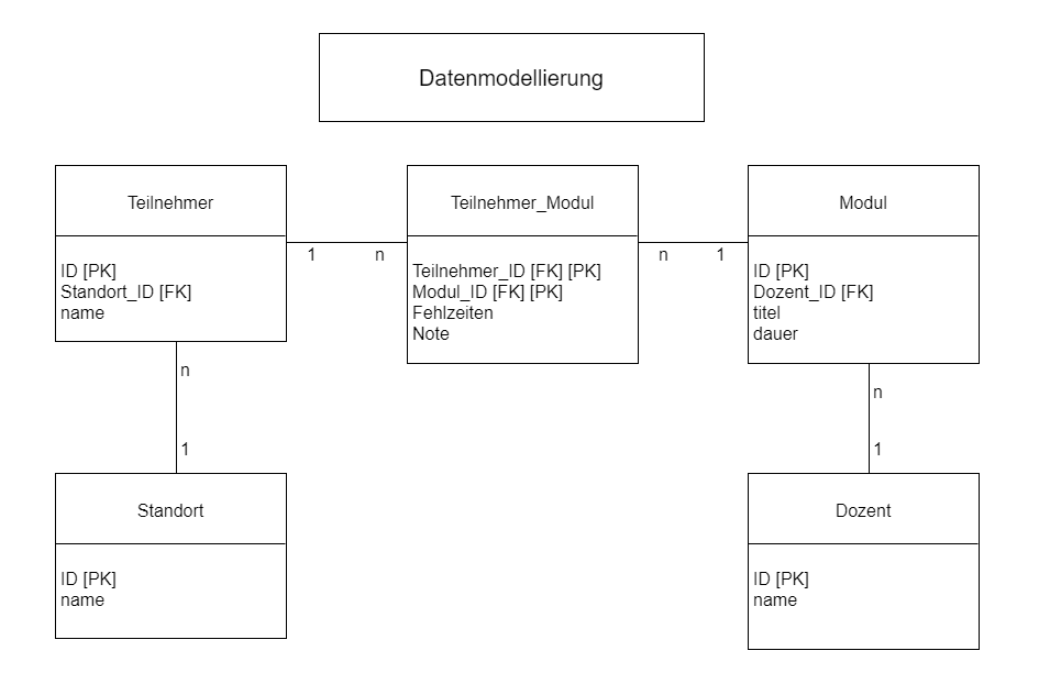 Datenmodellierung
Teilnehmer
ID [PK]
Standort_ID [FK]
name
1
n
Teilnehmer_Modul
Teilnehmer_ID [FK] [PK]
Modul_ID [FK] [PK]
Fehlzeiten
Note
n
1
Modul
ID [PK]
Dozent_ID [FK]
titel
dauer
n
1
Standort
ID [PK]
name
n
1
Dozent
ID [PK]
name